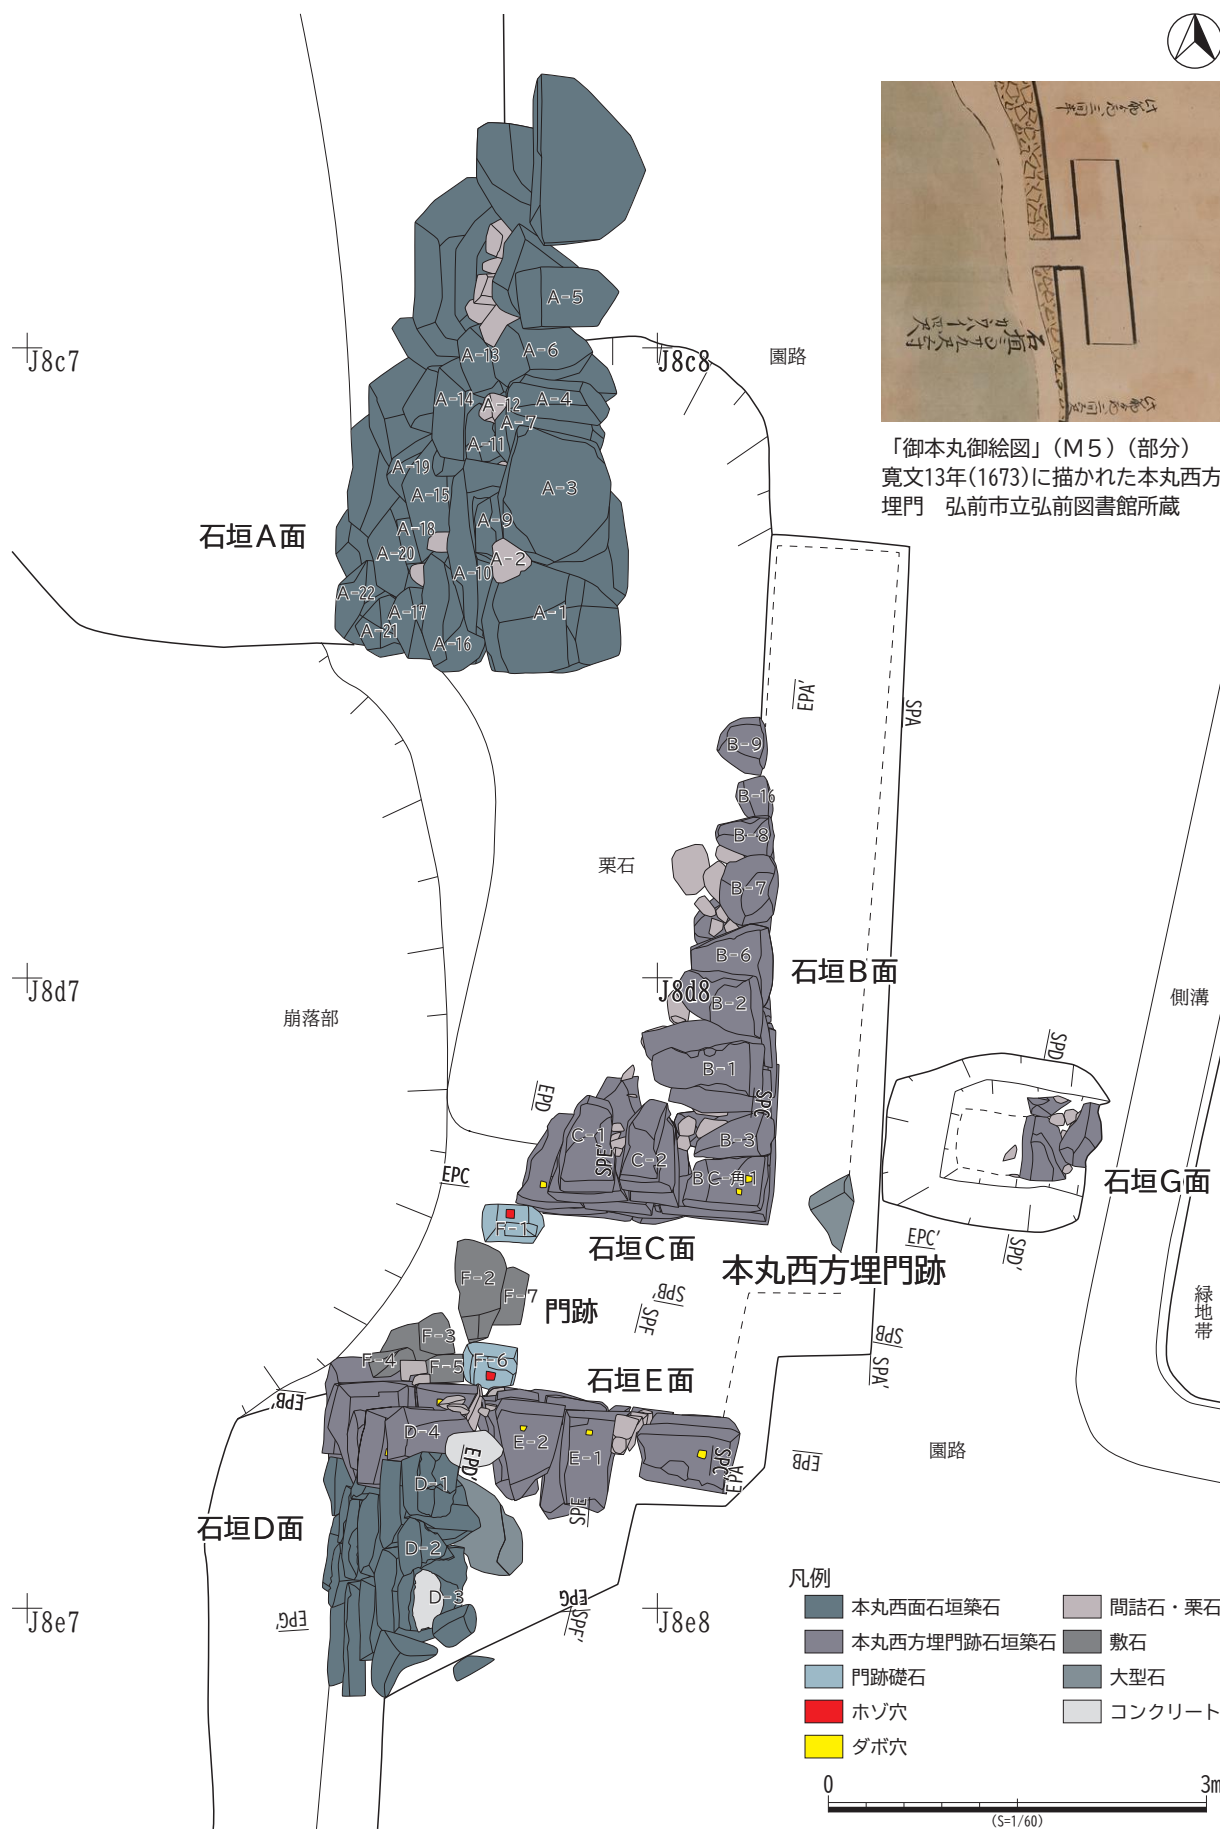 「御本丸御絵図」(M5)(部分)
寛文13年(1673)に描かれた本丸西方
埋門　弘前市立弘前図書館所蔵
J8c7
J8c8
園路
A-5
A-13
A-6
A-14
A-12
A-4
A-7
A-11
A-19
A-15
A-3
石垣A面
A-18
A-9
A-20
A-10
A-2
A-22
A-17
A-1
A-21
A-16
EPA'
SPA
B-9
B-16
B-8
栗石
B-7
B-6
石垣B面
J8d7
J8d8
B-2
側溝
崩落部
SPD
B-1
EPD
SPC
C-1
SPE'
C-2
B-3
BC-角1
石垣G面
EPC
F-1
石垣C面
EPC'
SPD'
本丸西方埋門跡
F-2
F-7
門跡
SPB'
SPF
緑地帯
F-3
SPB
F-4
F-5
F-6
石垣E面
SPA'
EPB'
D-4
E-2
E-1
EPD'
SPC'
EPA
EPB
園路
D-1
SPE
石垣D面
D-2
D-3
EPG
SPF'
EPG'
J8e7
J8e8
凡例
本丸西面石垣築石
本丸西方埋門跡石垣築石
門跡礎石
ホゾ穴
ダボ穴
間詰石・栗石
敷石
大型石
コンクリート
0
3m
(S=1/60)